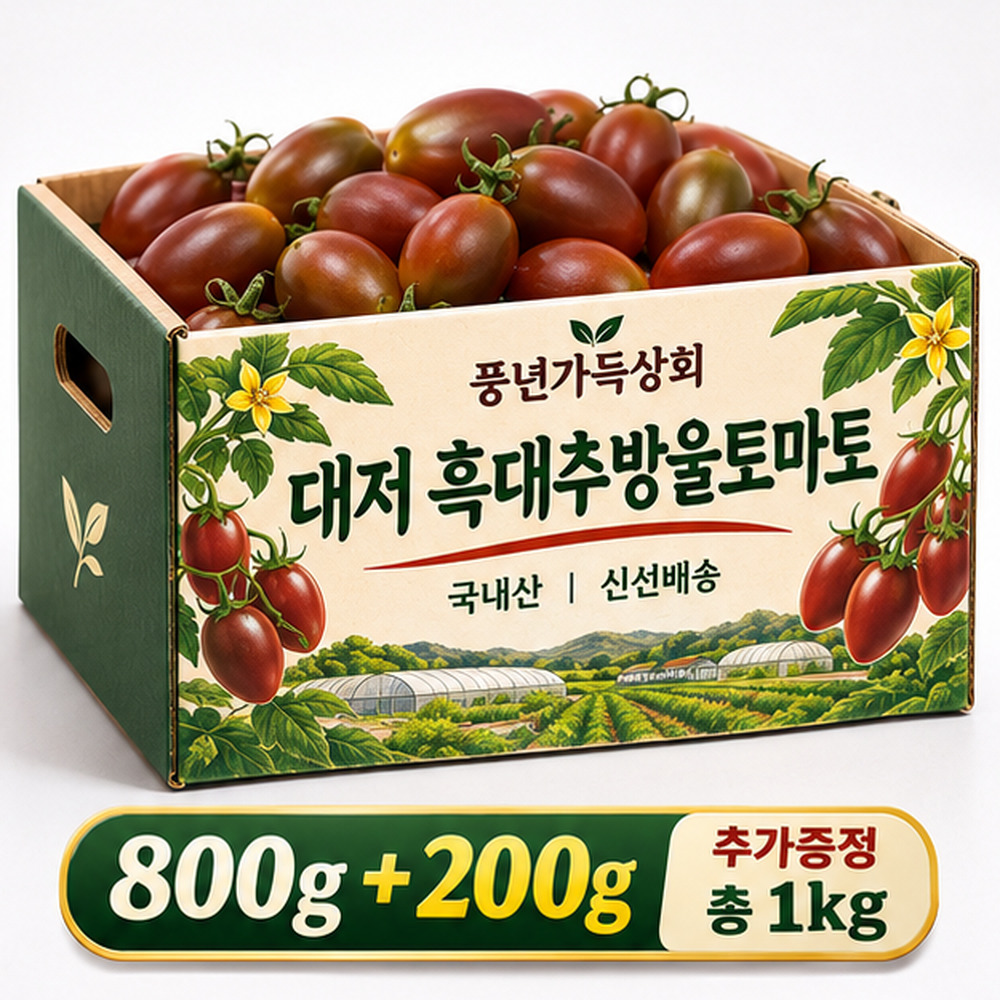 풍년가득상회
대저 흑대추방울토마토
국내산 | 신선배송
800g + 200g
추가증정
총 1kg